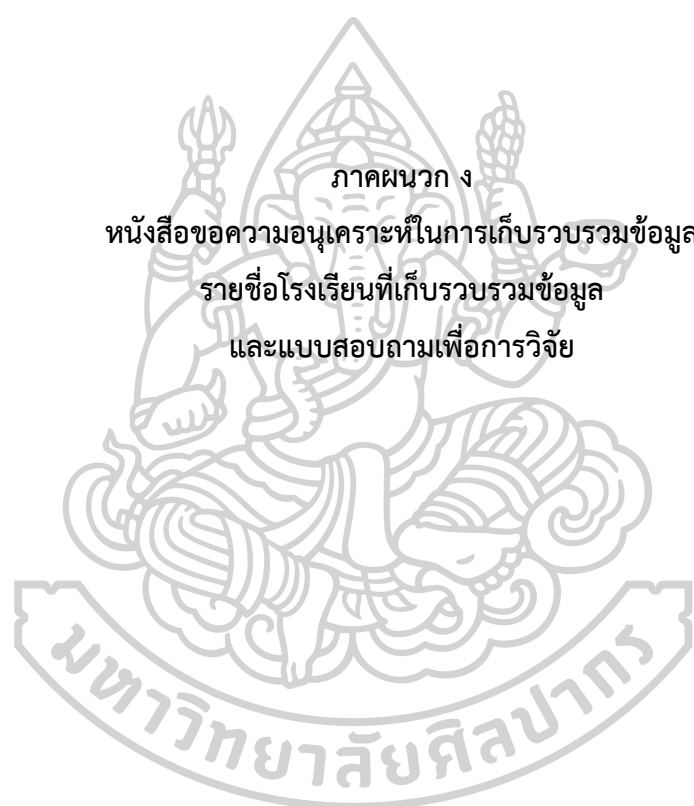 ภาคผนวก ง
หนังสือขอความอนุเคราะห์ในการเก็บรวบรวมข้อมูล
รายชื่อโรงเรียนที่เก็บรวบรวมข้อมูล
และแบบสอบถามเพื่อการวิจัย
มหาวิทยาลัยศิลปากร